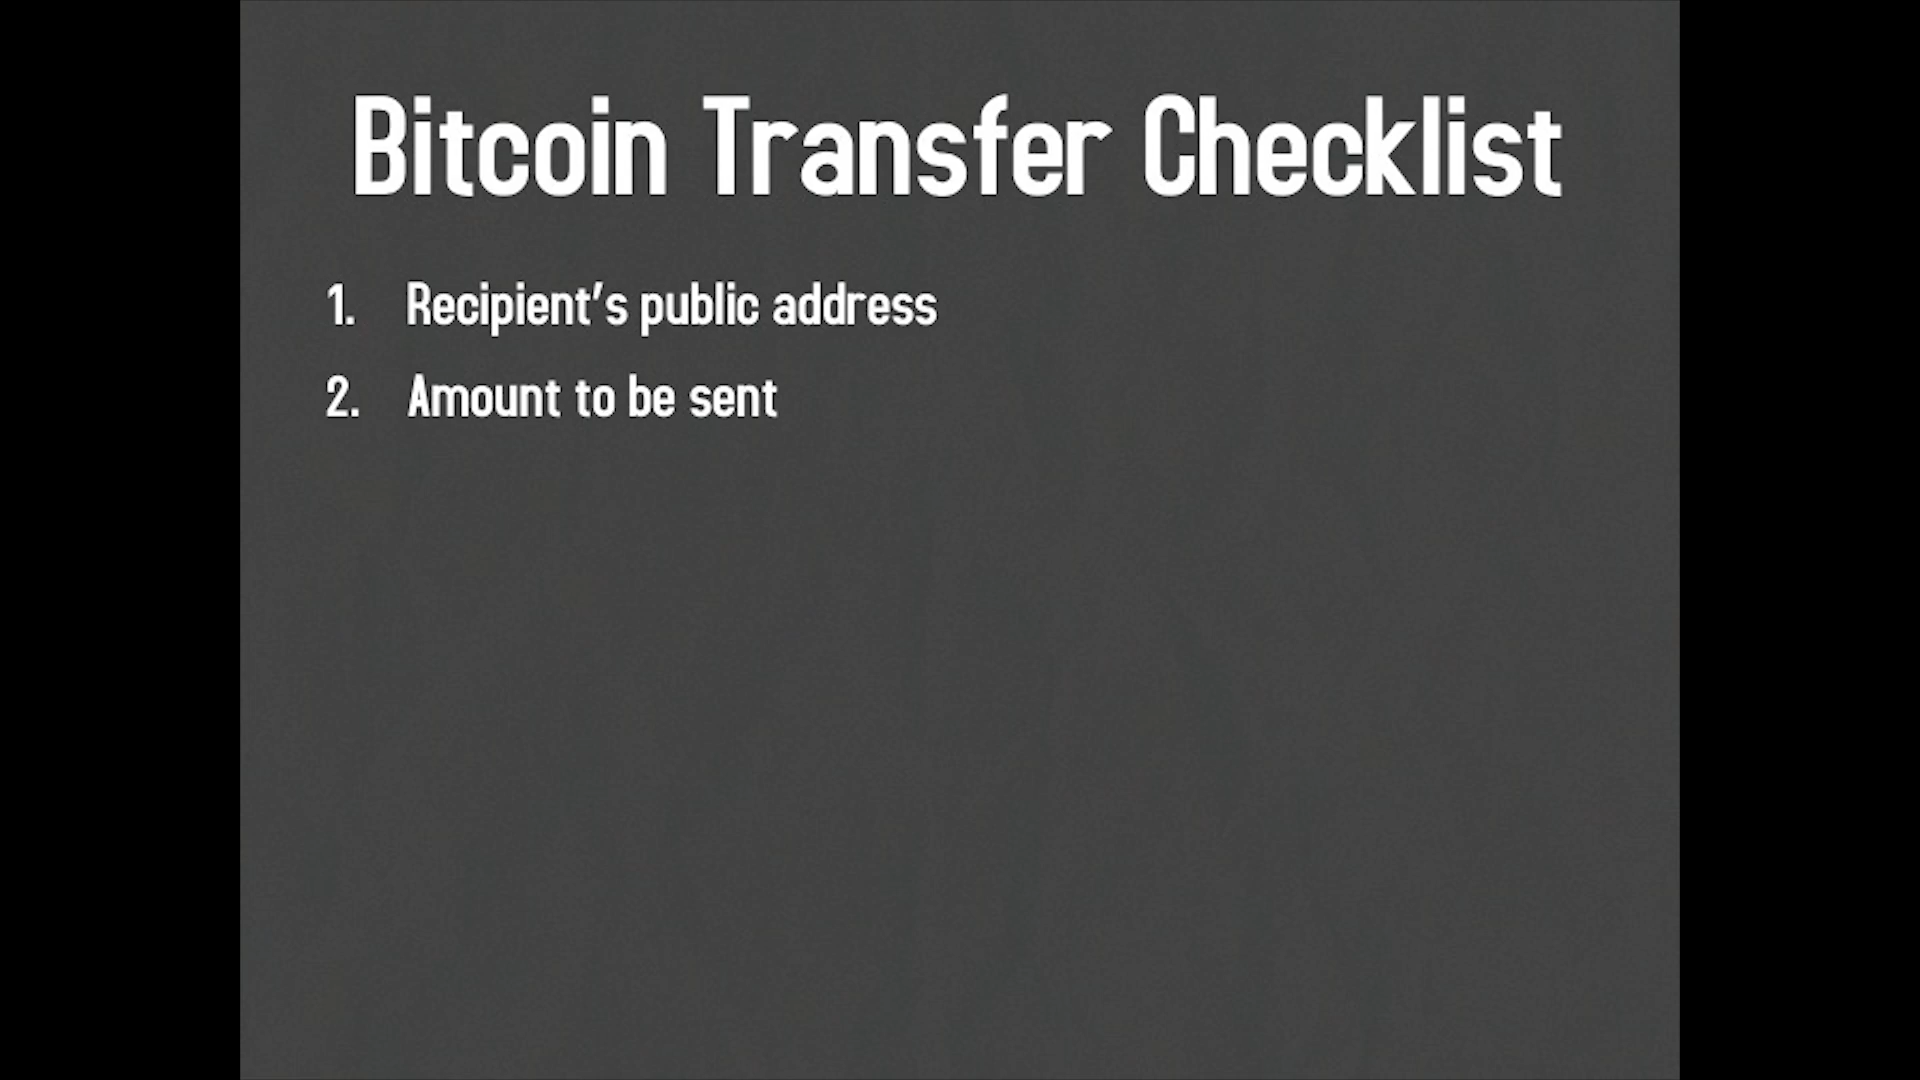 Bitcoin Transfer Checklist
1. Recipient’s public address
2. Amount to be sent